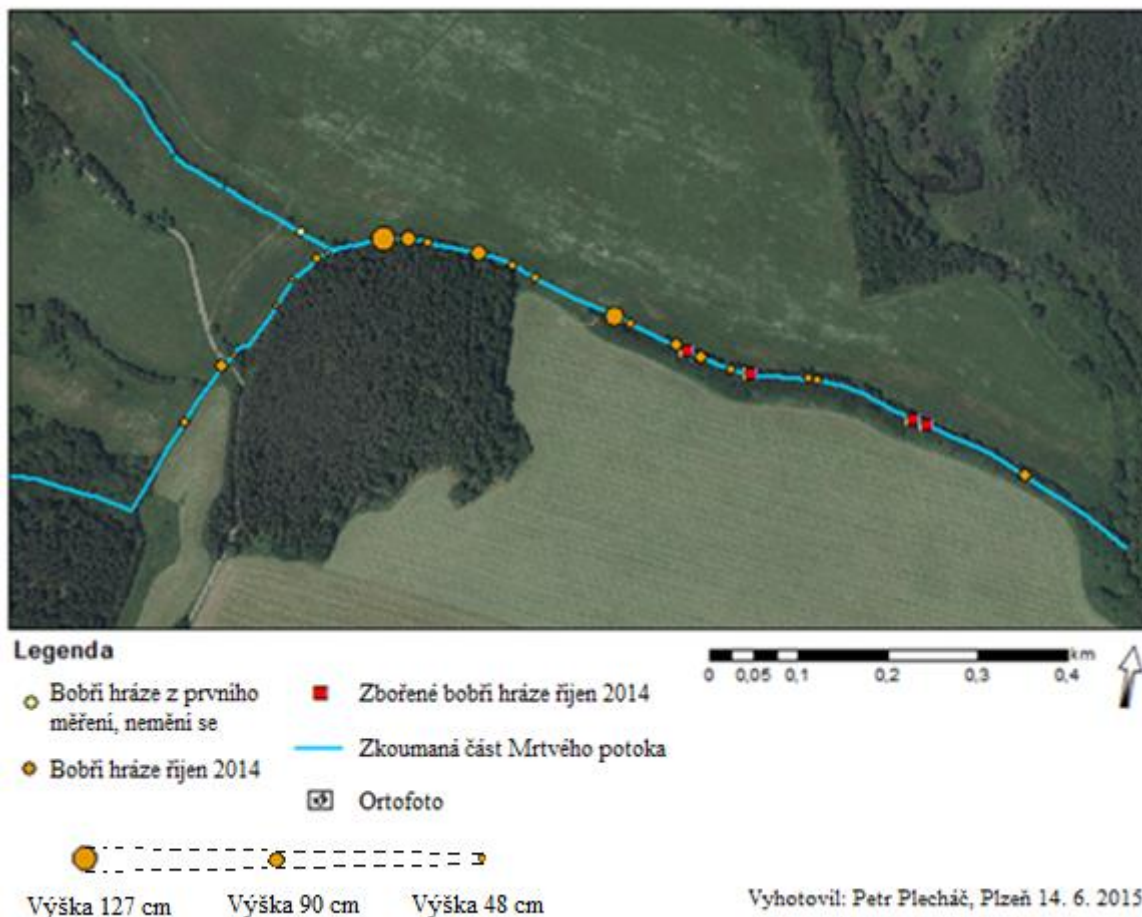 Legenda
Bobří hráze z prvního
měření, nemění se
Bobří hráze říjen 2014
Zbořené bobří hráze říjen 2014
Zkoumaná část Mrtvého potoka
Ortofoto
km
0 0,05 0,1 0,2 0,3 0,4
Výška 127 cm Výška 90 cm Výška 48 cm
Vyhotovil: Petr Plecháč, Plzeň 14. 6. 2015